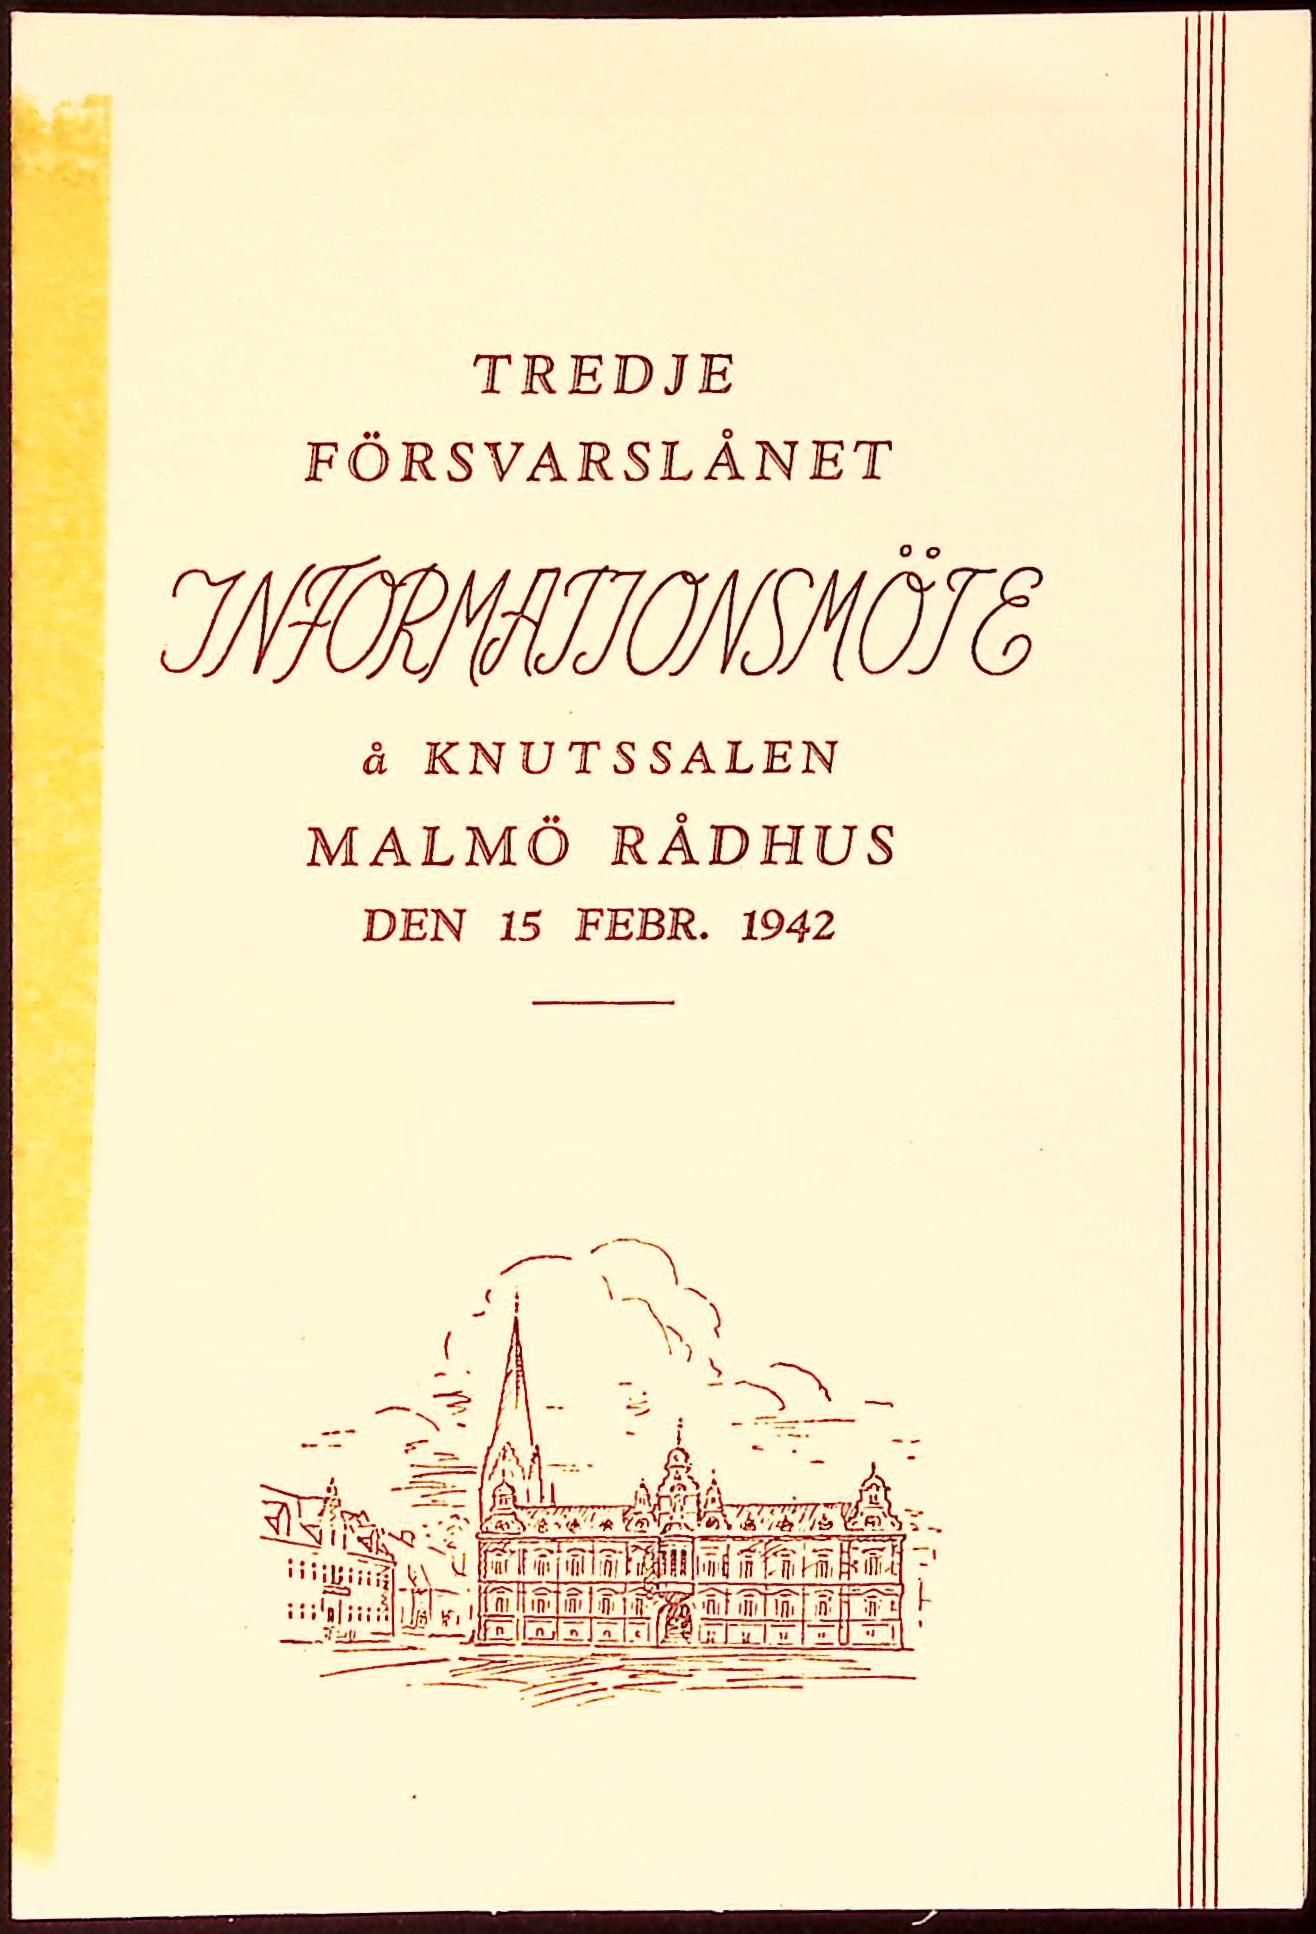 TREDJE
FÖRSVARSLÅNET
INFORMATIONSMÖTE
å KNUTSSALEN
MALMÖ RÅDHUS
DEN 15 FEBR. 1942